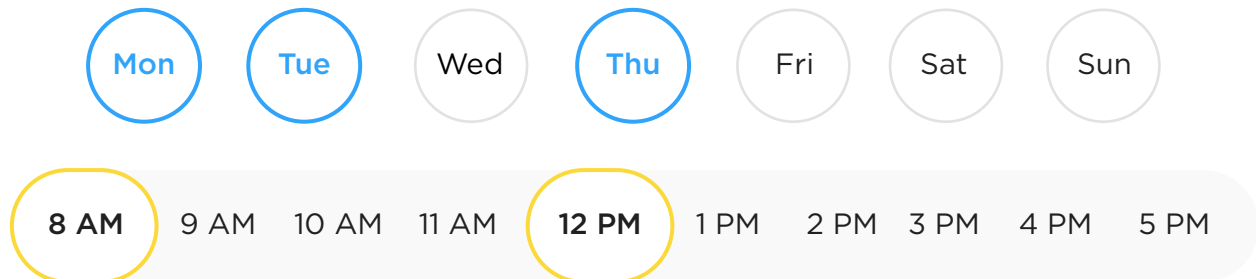 Mon Tue Wed Thu Fri Sat Sun
8 AM 9 AM 10 AM 11 AM 12 PM 1 PM 2 PM 3 PM 4 PM 5 PM